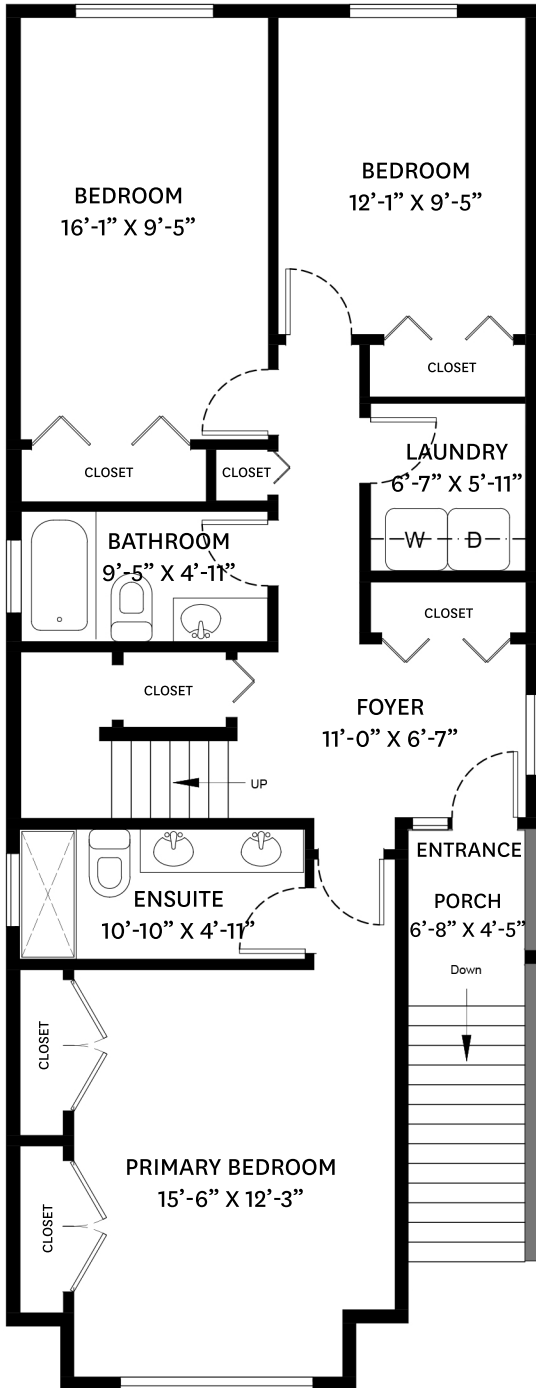 BEDROOM
16’-1” X 9’-5”
BEDROOM
12’-1” X 9’-5”
CLOSET
LAUNDRY
6’-7” X 5’-11”
W D
CLOSET
CLOSET
BATHROOM
9’-5” X 4’-11”
CLOSET
CLOSET
FOYER
11’-0” X 6’-7”
UP
ENTRANCE
PORCH
6’-8” X 4’-5”
Down
ENSUITE
10’-10” X 4’-11”
CLOSET
PRIMARY BEDROOM
15’-6” X 12’-3”
CLOSET